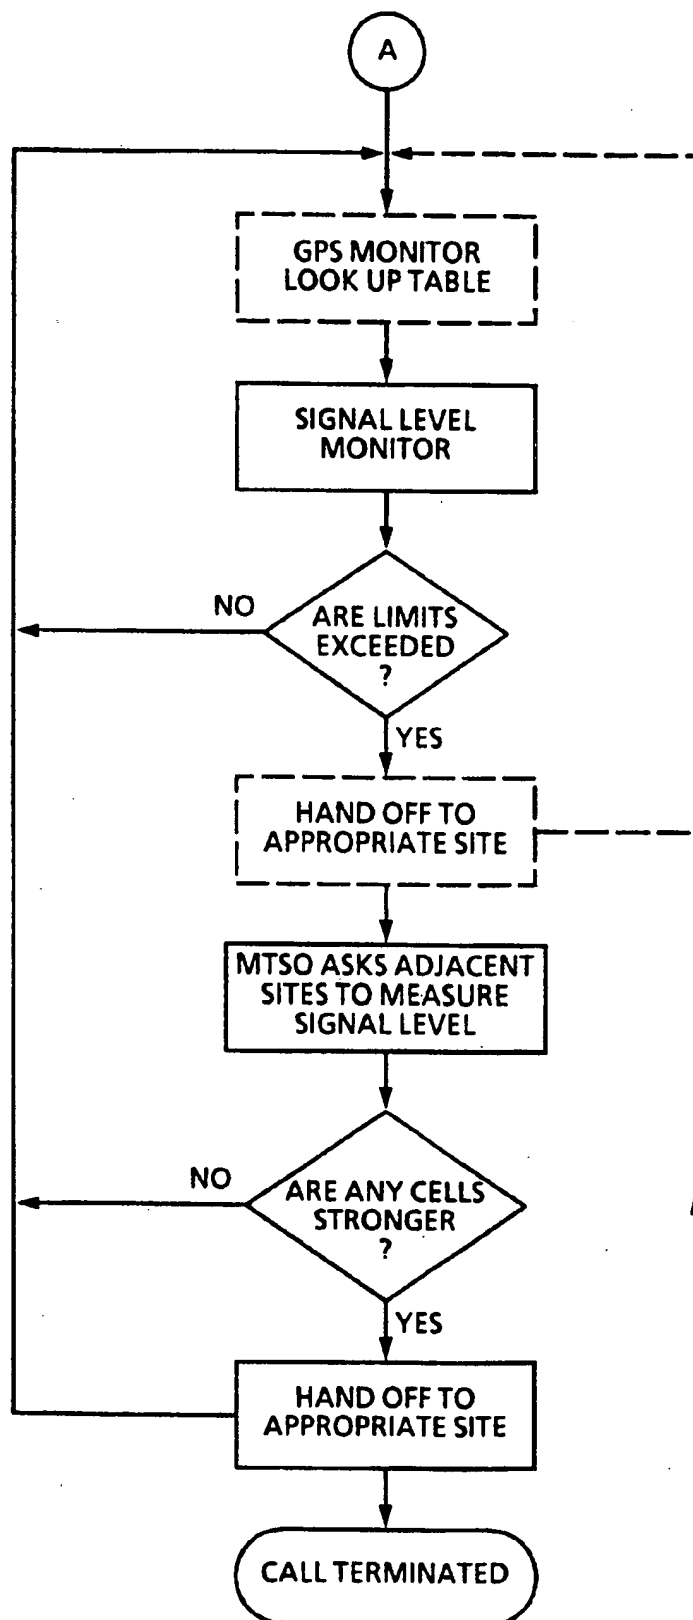 A
GPS MONITOR
LOOK UP TABLE
SIGNAL LEVEL
MONITOR
NO
ARE LIMITS
EXCEEDED
?
YES
HAND OFF TO
APPROPRIATE SITE
MTSO ASKS ADJACENT
SITES TO MEASURE
SIGNAL LEVEL
NO
ARE ANY CELLS
STRONGER
?
YES
HAND OFF TO
APPROPRIATE SITE
CALL TERMINATED